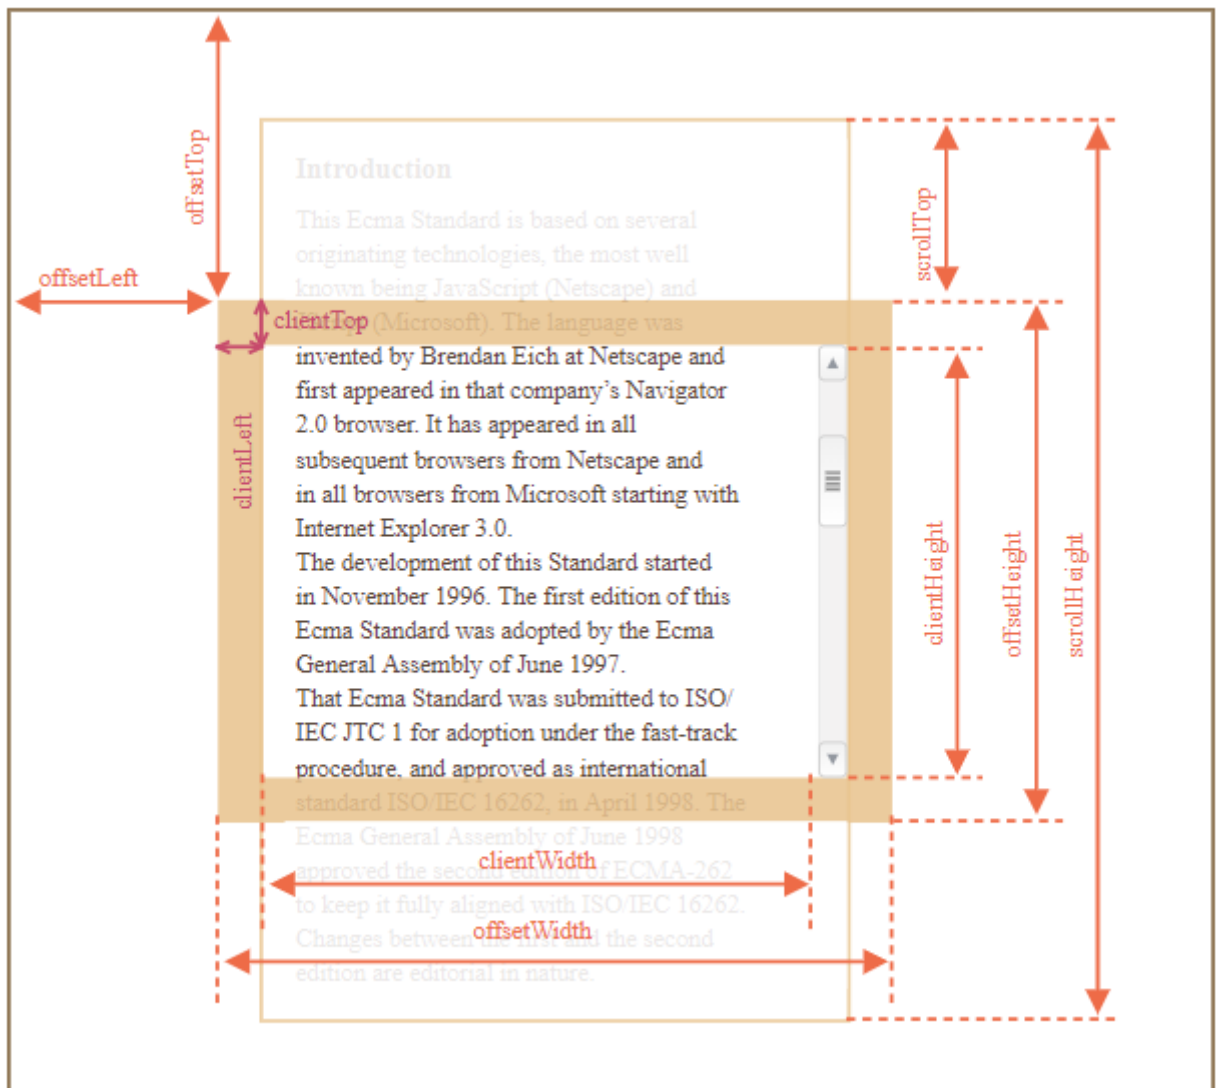 offsetTop
Introduction
This Ecma Standard is based on several
originating technologies, the most well
known being JavaScript (Netscape) and
(Microsoft). The language was
invented by Brendan Eich at Netscape and
first appeared in that company’s Navigator
2.0 browser. It has appeared in all
subsequent browsers from Netscape and
in all browsers from Microsoft starting with
Internet Explorer 3.0.
The development of this Standard started
in November 1996. The first edition of this
Ecma Standard was adopted by the Ecma
General Assembly of June 1997.
That Ecma Standard was submitted to ISO/
IEC JTC 1 for adoption under the fast-track
procedure, and approved as international
standard ISO/IEC 16262, in April 1998. The
Ecma General Assembly of June 1998
approved the second edition of ECMA-262
to keep it fully aligned with ISO/IEC 16262.
Changes between the first and the second
edition are editorial in nature.
offsetLeft
clientTop
clientLeft
scrollTop
clientHeight
offsetHeight
scrollHeight
clientWidth
offsetWidth